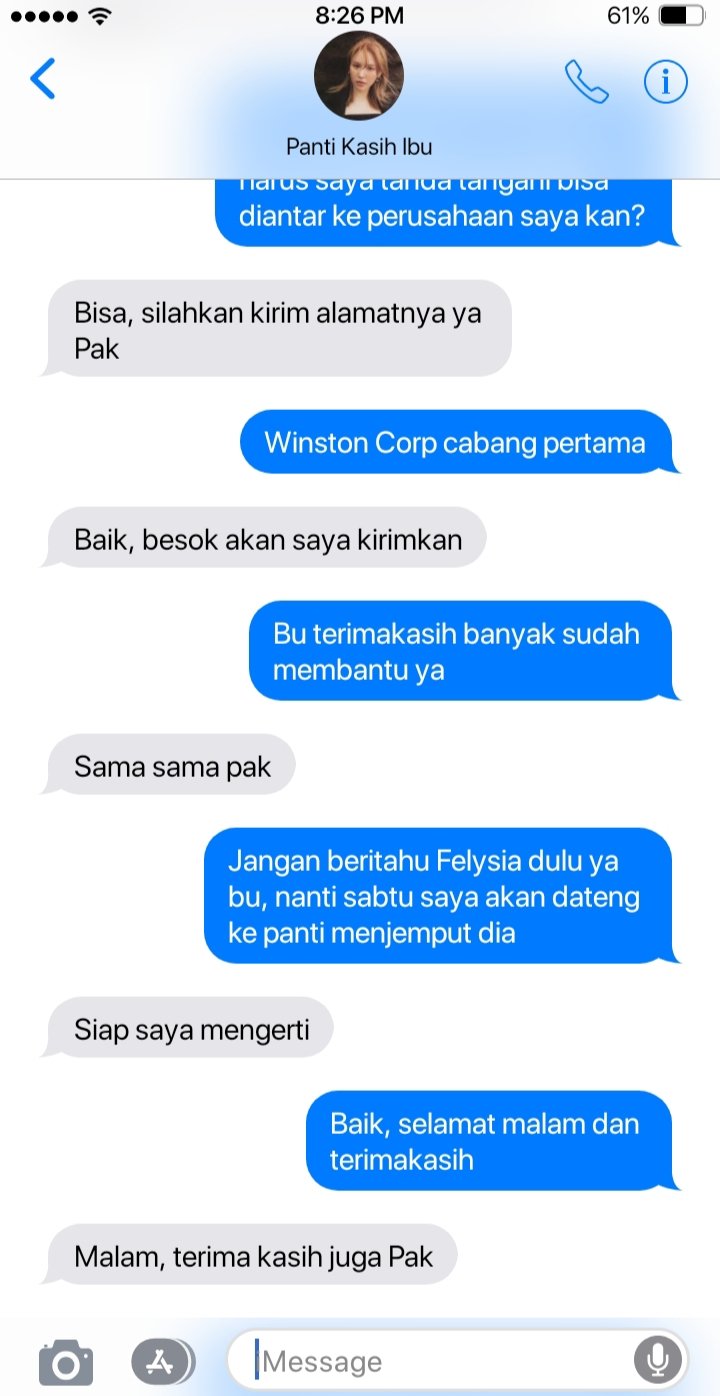 8:26 PM
61%
Panti Kasih Ibu
harus saya tanda tangani bisa
diantar ke perusahaan saya kan?
Bisa, silahkan kirim alamatnya ya
Pak
Winston Corp cabang pertama
Baik, besok akan saya kirimkan
Bu terimakasih banyak sudah
membantu ya
Sama sama pak
Jangan beritahu Felysia dulu ya
bu, nanti sabtu saya akan dateng
ke panti menjemput dia
Siap saya mengerti
Baik, selamat malam dan
terimakasih
Malam, terima kasih juga Pak
Message